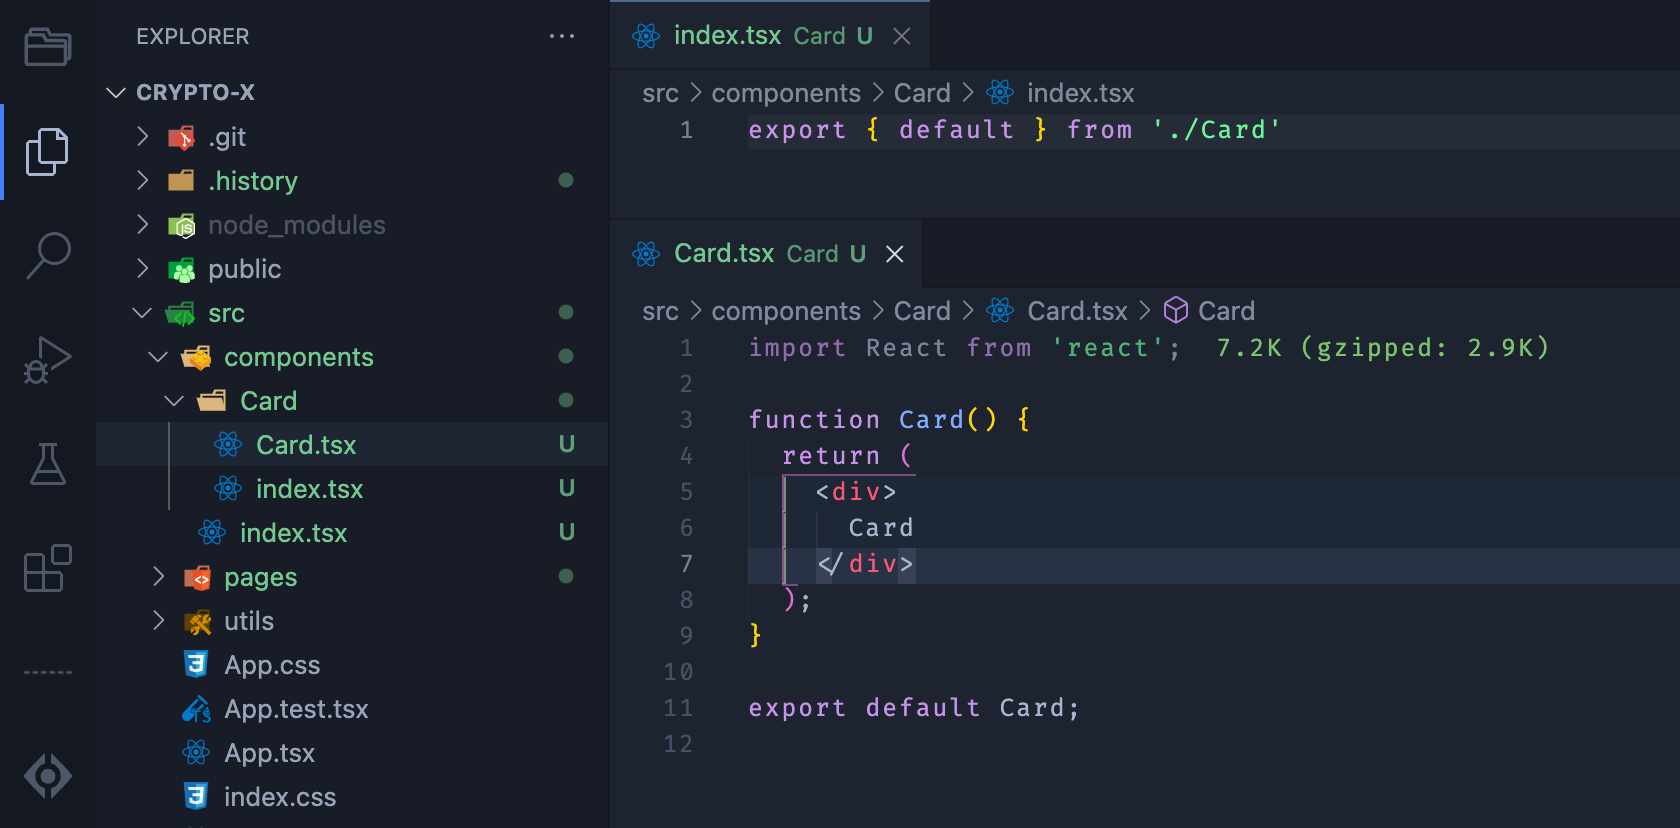 EXPLORER
CRYPTO-X
.git
.history
node_modules
public
src
components
Card
Card.tsx U
index.tsx U
index.tsx U
pages
utils
App.css
App.test.tsx
App.tsx
index.css
index.tsx Card U
src > components > Card > index.tsx
1 export { default } from './Card'
Card.tsx Card U
src > components > Card > Card.tsx > Card
1 import React from 'react'; 7.2K (gzipped: 2.9K)
2
3 function Card() {
4 return (
5 <div>
6 Card
7 </div>
8 );
9 }
10
11 export default Card;
12